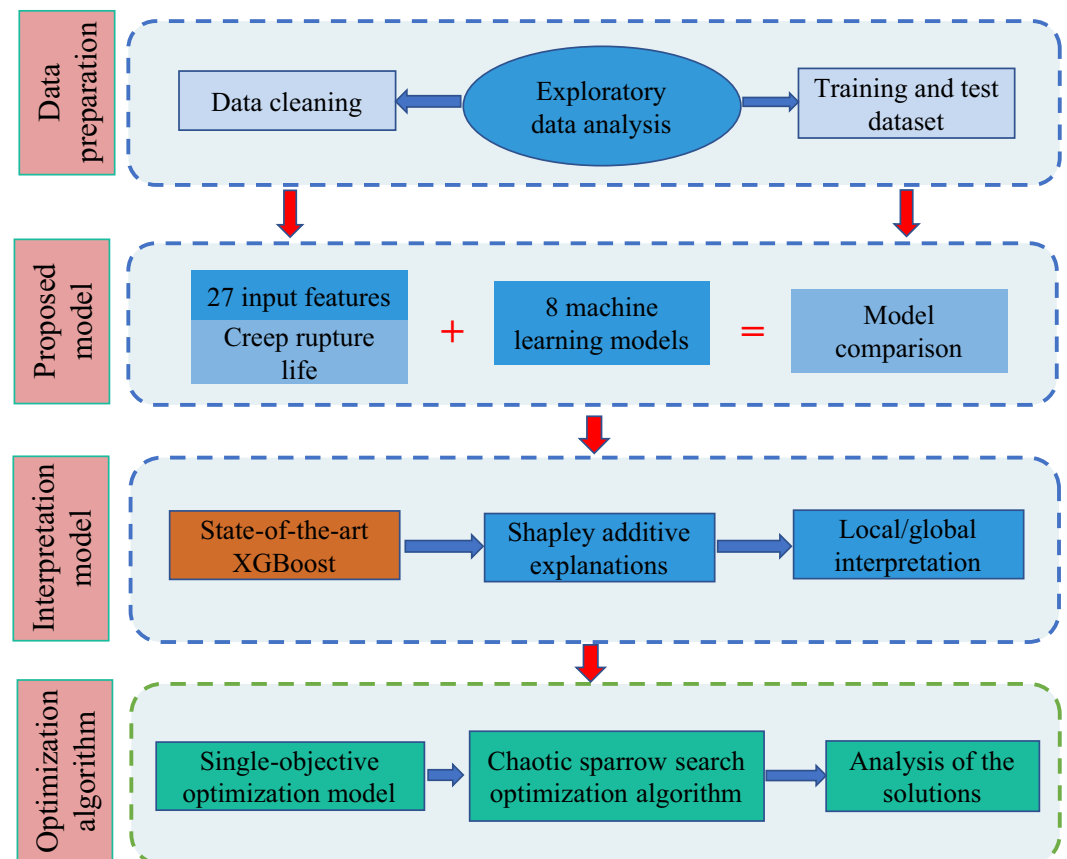 Data
preparation
Data cleaning
Exploratory
data analysis
Training and test
dataset
Proposed
model
27 input features
Creep rupture
life
+
8 machine
learning models
=
Model
comparison
Interpretation
model
State-of-the-art
XGBoost
Shapley additive
explanations
Local/global
interpretation
Optimization
algorithm
Single-objective
optimization model
Chaotic sparrow search
optimization algorithm
Analysis of the
solutions